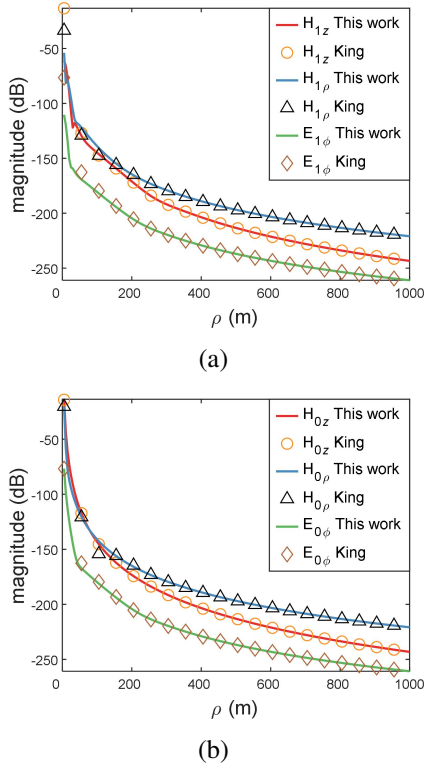 H1z This work
H1z King
H1ρ This work
H1ρ King
E1ϕ This work
E1ϕ King
magnitude (dB)
-50
-100
-150
-200
-250
0 200 400 600 800 1000
ρ (m)
(a)
H0z This work
H0z King
H0ρ This work
H0ρ King
E0ϕ This work
E0ϕ King
magnitude (dB)
-50
-100
-150
-200
-250
0 200 400 600 800 1000
ρ (m)
(b)